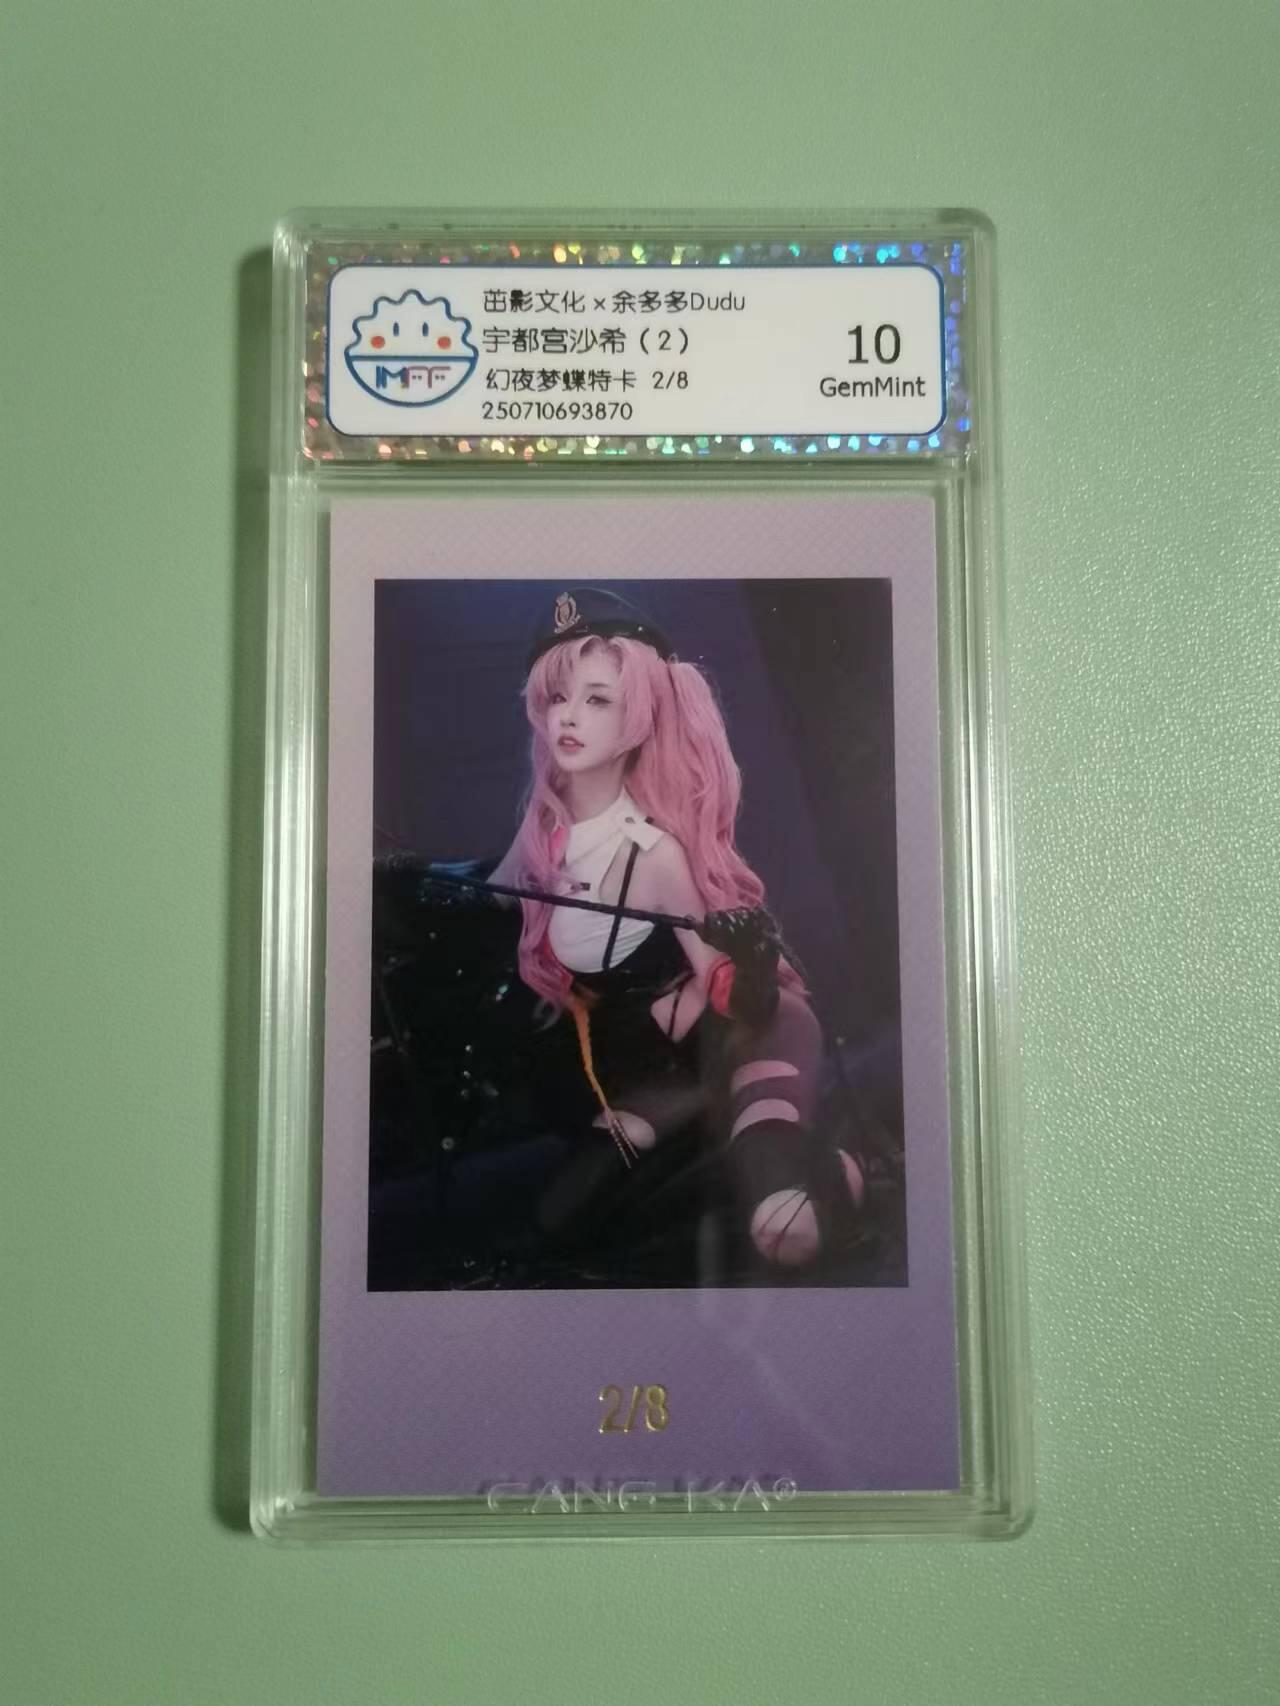 茁影文化×余多多Dudu
宇都宫沙希（2）
幻夜梦蝶特卡 2/8
250710693870
10
GemMint
2/8
CANG KA®